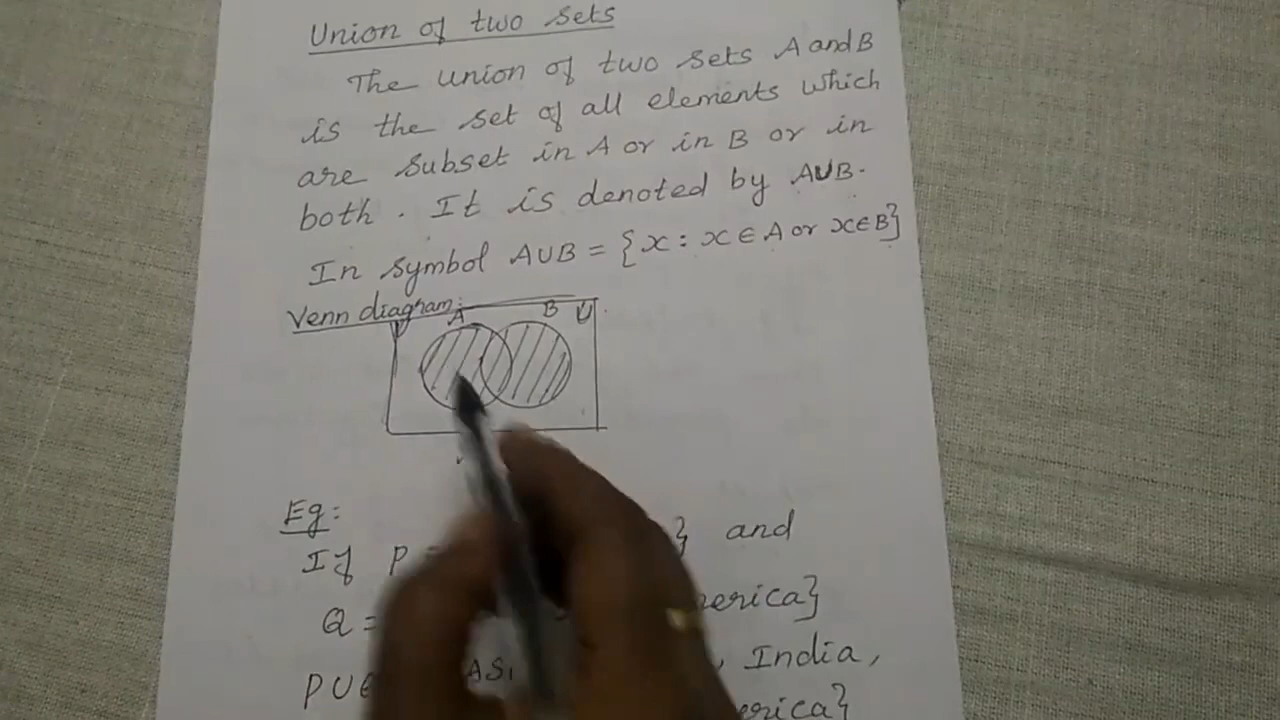 Union of two sets
The union of two sets A and B
is the set of all elements which
are subset in A or in B or in
both. It is denoted by AUB.
In symbol AUB = {x : x ∈ A or x ∈ B}
Venn diagram:
A B U
Eg:
If P } and
Q =
PU India,